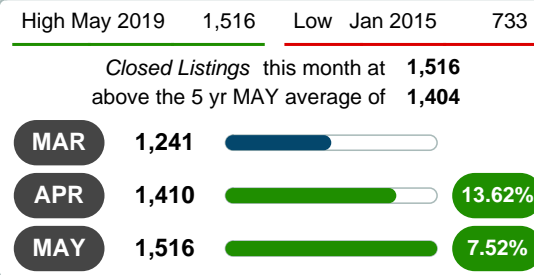 High May 2019 1,516 Low Jan 2015 733
Closed Listings this month at 1,516
above the 5 yr MAY average of 1,404
MAR 1,241
APR 1,410 13.62%
MAY 1,516 7.52%